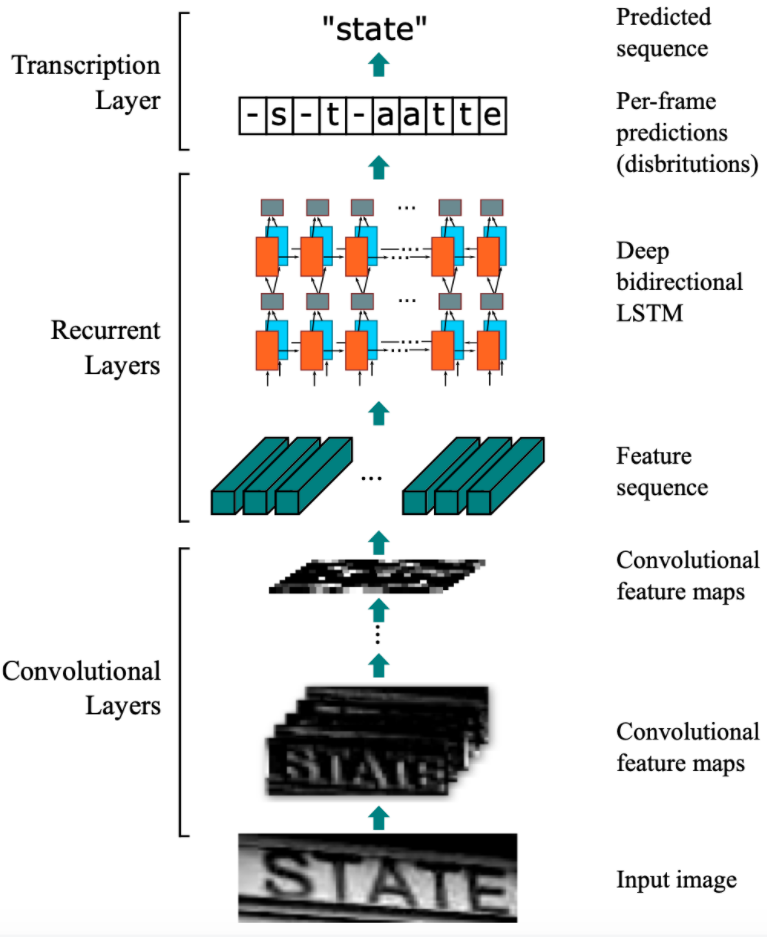 "state"
Predicted
sequence
Transcription
Layer
- s - t - a a t t e
Per-frame
predictions
(disbritutions)
...
...
Deep
bidirectional
LSTM
...
...
...
...
Recurrent
Layers
...
Feature
sequence
Convolutional
feature maps
Convolutional
Layers
STATE
Convolutional
feature maps
STATE
Input image